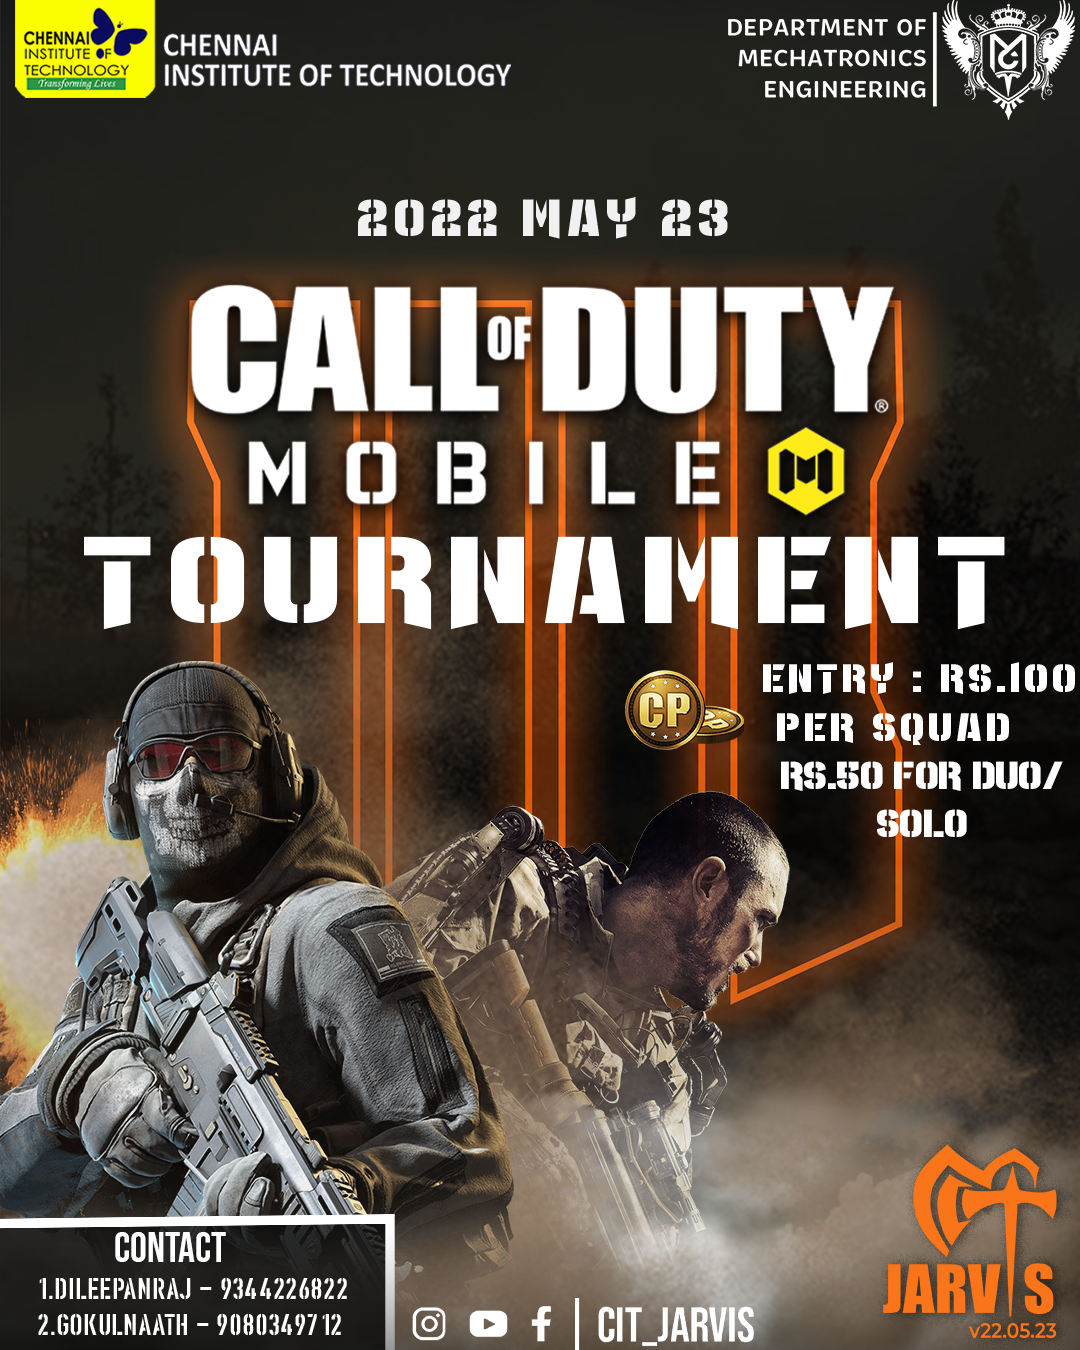 CHENNAI
INSTITUTE OF
TECHNOLOGY
Transforming Lives
CHENNAI
INSTITUTE OF TECHNOLOGY
DEPARTMENT OF
MECHATRONICS
ENGINEERING
2022 MAY 23
CALL OF DUTY®
MOBILE
TOURNAMENT
ENTRY : RS.100
PER SQUAD
RS.50 FOR DUO/
SOLO
CP
CP
CONTACT
1.DILEEPANRAJ - 9344226822
2.GOKULNAATH - 9080349712
CIT_JARVIS
JARVIS
v22.05.23